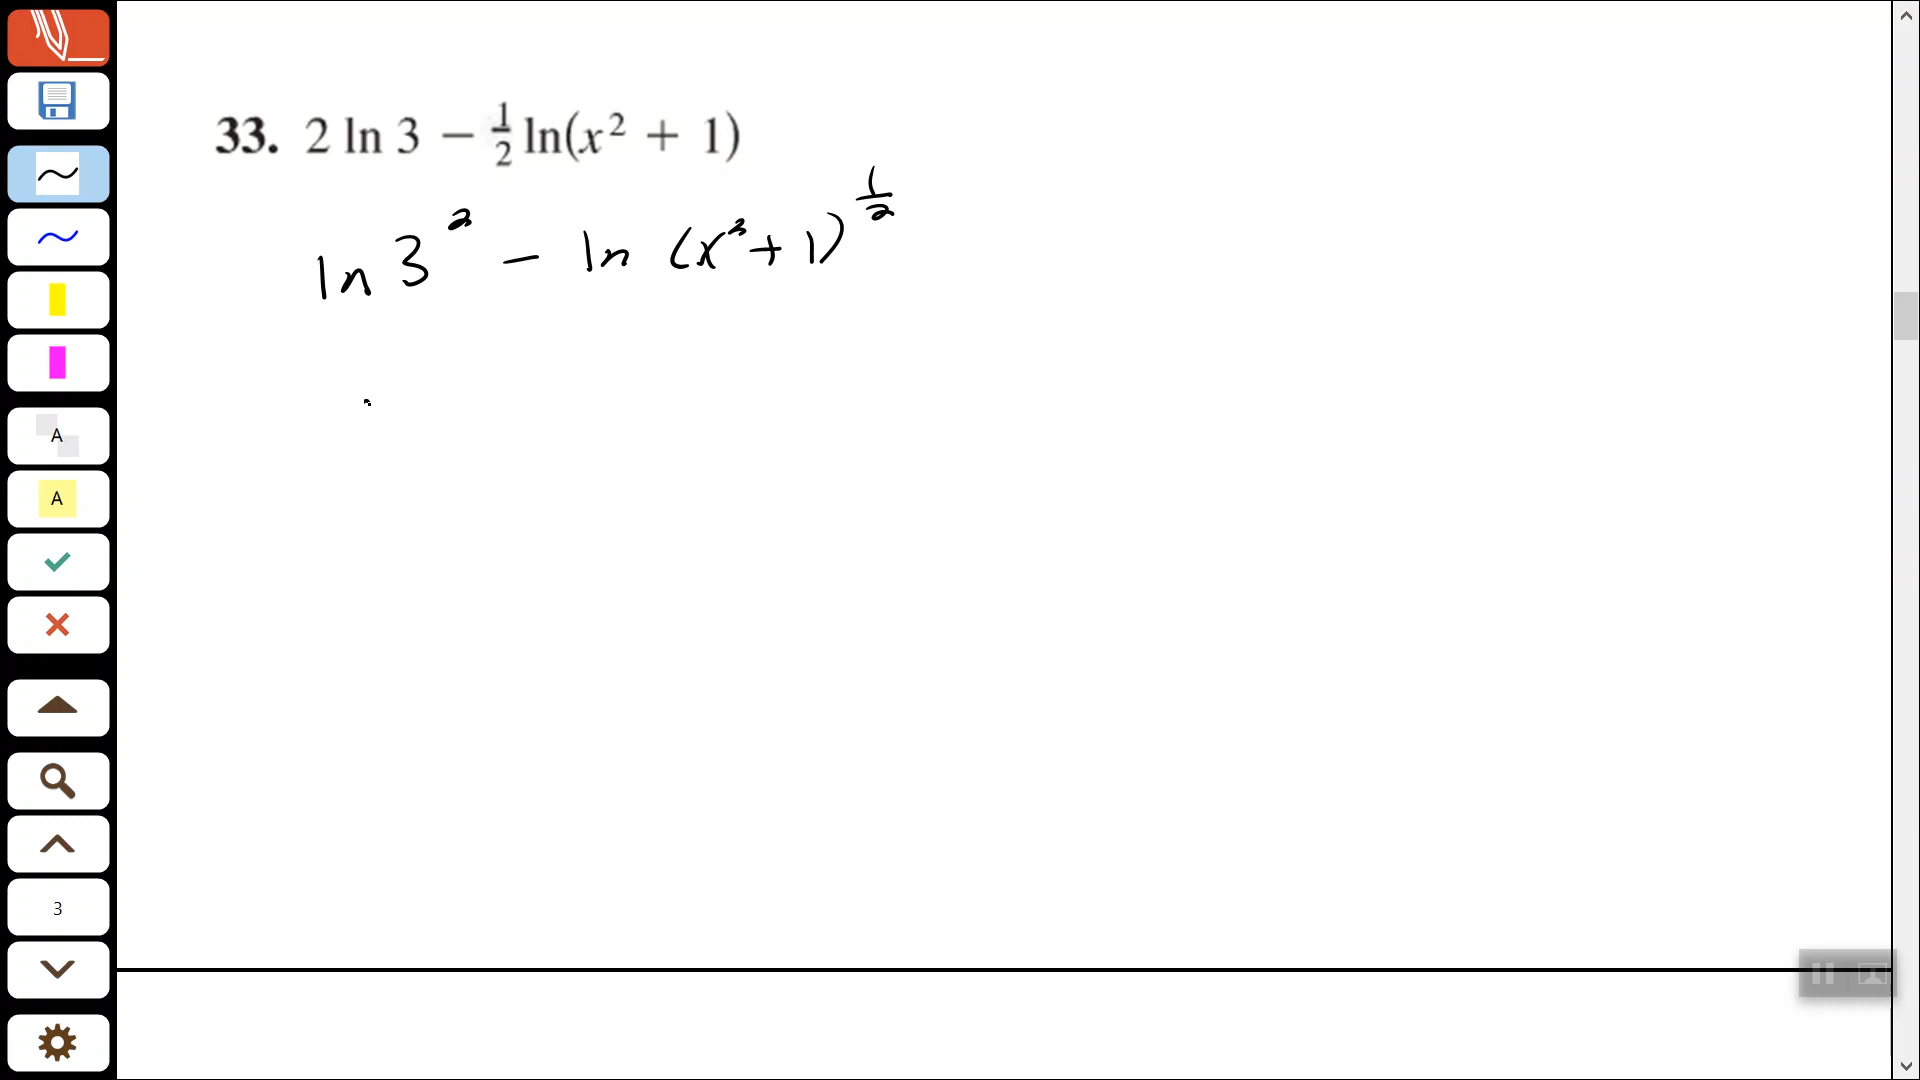 33. 2 ln 3 − ½ ln(x² + 1)
ln 3² − ln (x² + 1)^½
A
A
3